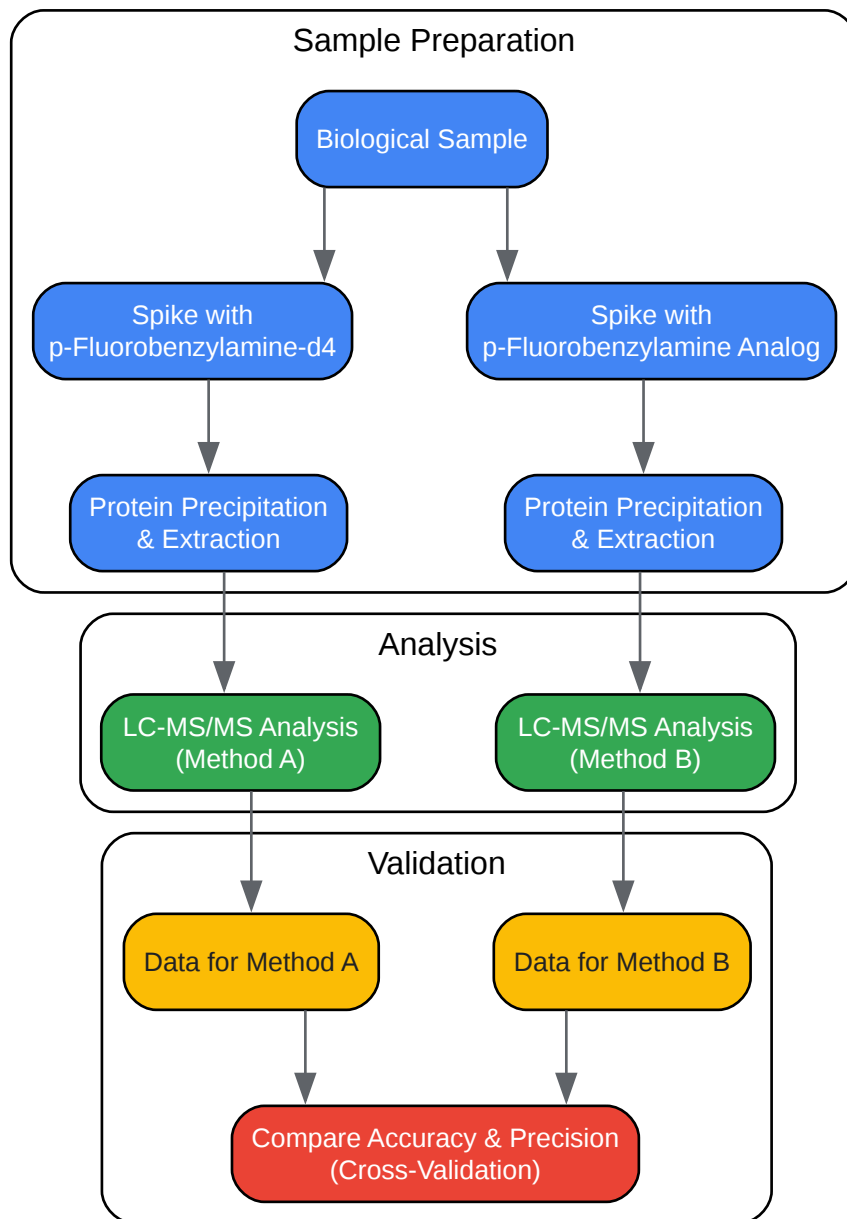 Sample Preparation
Biological Sample
Spike with
p-Fluorobenzylamine-d4
Spike with
p-Fluorobenzylamine Analog
Protein Precipitation
& Extraction
Protein Precipitation
& Extraction
Analysis
LC-MS/MS Analysis
(Method A)
LC-MS/MS Analysis
(Method B)
Validation
Data for Method A
Data for Method B
Compare Accuracy & Precision
(Cross-Validation)